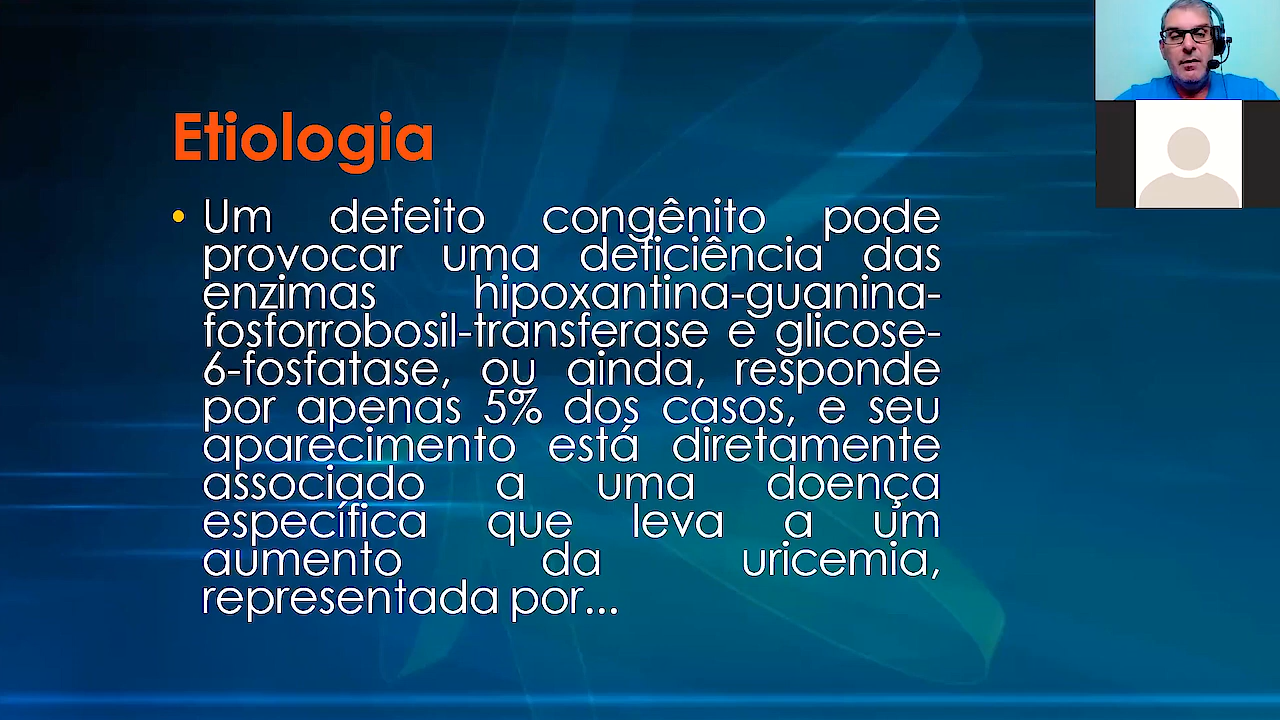 Etiologia
• Um defeito congênito pode
provocar uma deficiência das
enzimas hipoxantina-guanina-
fosforrobosil-transferase e glicose-
6-fosfatase, ou ainda, responde
por apenas 5% dos casos, e seu
aparecimento está diretamente
associado a uma doença
específica que leva a um
aumento da uricemia,
representada por...